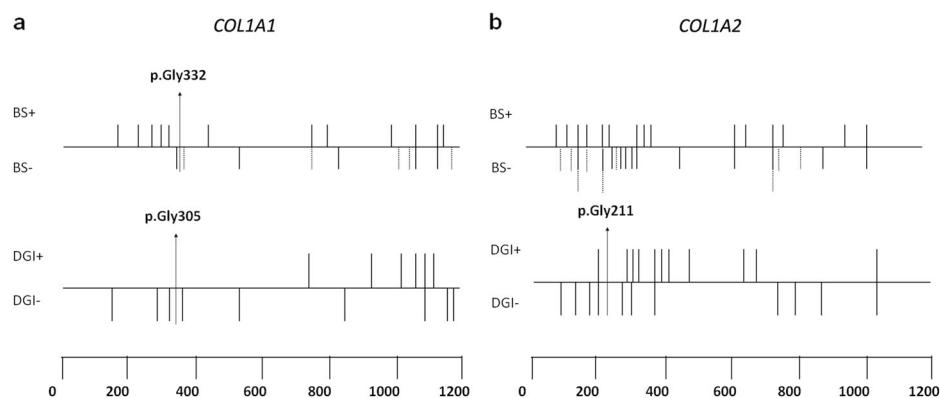 a COL1A1
p.Gly332
BS+
BS-
p.Gly305
DGI+
DGI-
0 200 400 600 800 1000 1200
b COL1A2
BS+
BS-
p.Gly211
DGI+
DGI-
0 200 400 600 800 1000 1200